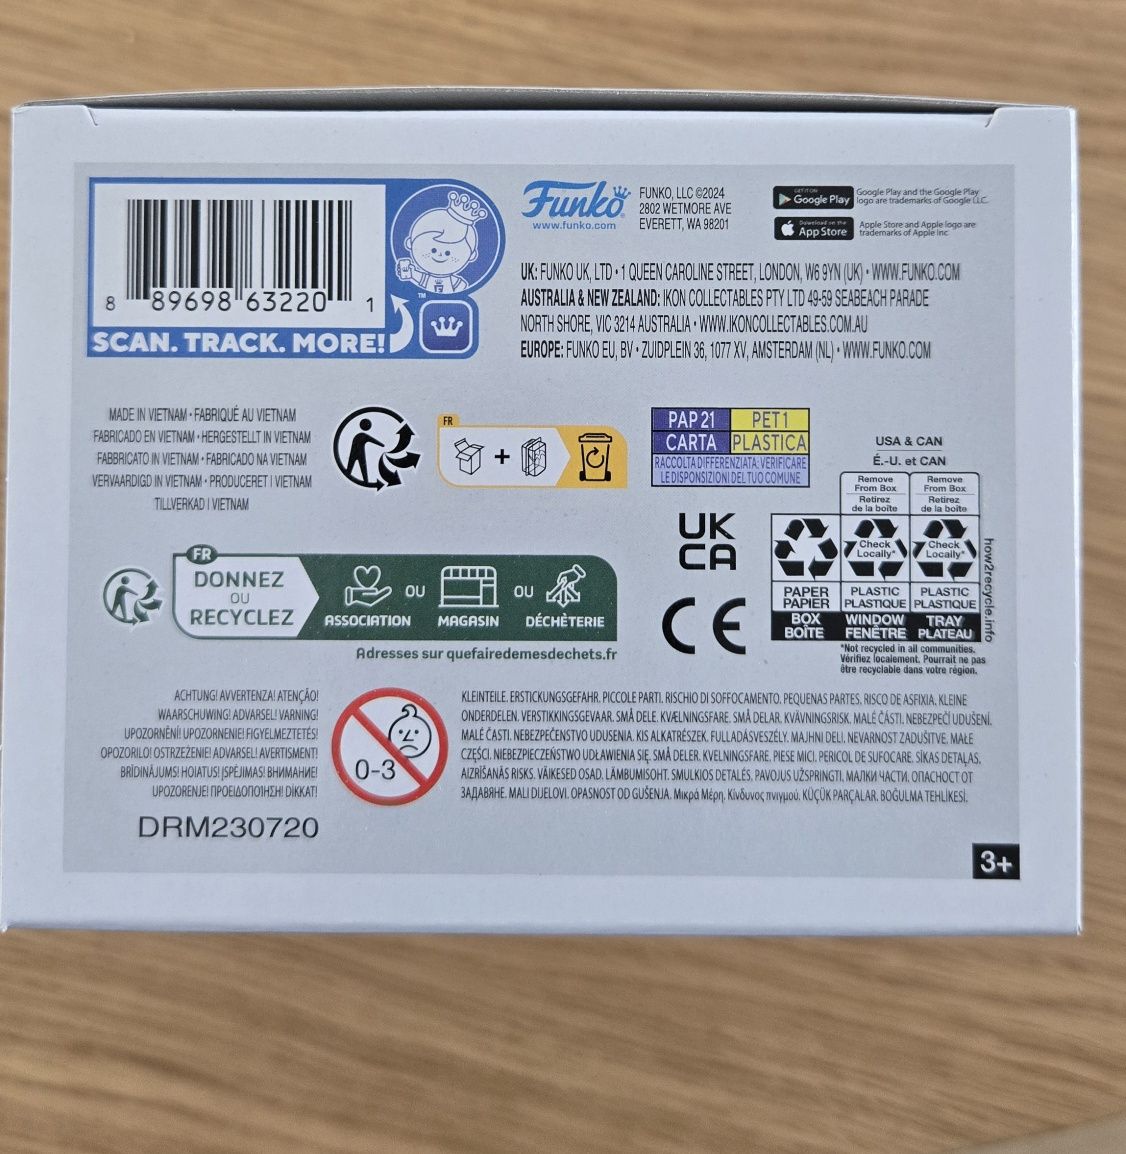 8 89698 63220 1
SCAN. TRACK. MORE!
TM
Funko
www.funko.com
FUNKO, LLC ©2024
2802 WETMORE AVE
EVERETT, WA 98201
GET IT ON
Google Play
Google Play and the Google Play
logo are trademarks of Google LLC.
Download on the
App Store
Apple Store and Apple logo are
trademarks of Apple Inc
UK: FUNKO UK, LTD • 1 QUEEN CAROLINE STREET, LONDON, W6 9YN (UK) • WWW.FUNKO.COM
AUSTRALIA & NEW ZEALAND: IKON COLLECTABLES PTY LTD 49-59 SEABEACH PARADE
NORTH SHORE, VIC 3214 AUSTRALIA • WWW.IKONCOLLECTABLES.COM.AU
EUROPE: FUNKO EU, BV • ZUIDPLEIN 36, 1077 XV, AMSTERDAM (NL) • WWW.FUNKO.COM
MADE IN VIETNAM • FABRIQUÉ AU VIETNAM
FABRICADO EN VIETNAM • HERGESTELLT IN VIETNAM
FABBRICATO IN VIETNAM • FABRICADO NA VIETNAM
VERVAARDIGD IN VIETNAM • PRODUCERET I VIETNAM
TILLVERKAD I VIETNAM
FR
+
PAP 21
PET 1
CARTA
PLASTICA
RACCOLTA DIFFERENZIATA: VERIFICARE
LE DISPOSIZIONI DEL TUO COMUNE
UK
CA
CE
USA & CAN
É.-U. et CAN
Remove
From Box
Retirez
de la boîte
Remove
From Box
Retirez
de la boîte
Check
Locally*
Check
Locally*
PAPER
PAPIER
PLASTIC
PLASTIQUE
PLASTIC
PLASTIQUE
BOX
BOÎTE
WINDOW
FENÊTRE
TRAY
PLATEAU
how2recycle.info
*Not recycled in all communities.
Vérifiez localement. Pourrait ne pas
être recyclable dans votre région.
FR
DONNEZ
OU
RECYCLEZ
ASSOCIATION
OU
MAGASIN
OU
DÉCHÈTERIE
Adresses sur quefairedemesdechets.fr
ACHTUNG! AVVERTENZA! ATENÇÃO!
WAARSCHUWING! ADVARSEL! VARNING!
UPOZORNĚNÍ! UPOZORNENIE! FIGYELMEZTETÉS!
OPOZORILO! OSTRZEŻENIE! ADVARSEL! AVERTISMENT!
BRĪDINĀJUMS! HOIATUS! ĮSPĖJIMAS! ВНИМАНИЕ!
UPOZORENJE! ΠΡΟΕΙΔΟΠΟΙΗΣΗ! DİKKAT!
0-3
KLEINTEILE. ERSTICKUNGSGEFAHR. PICCOLE PARTI. RISCHIO DI SOFFOCAMENTO. PEQUENAS PARTES. RISCO DE ASFIXIA. KLEINE
ONDERDELEN. VERSTIKKINGSGEVAAR. SMÅ DELE. KVÆLNINGSFARE. SMÅ DELAR. KVÄVNINGSRISK. MALÉ ČÁSTI. NEBEZPEČÍ UDUŠENÍ.
MALÉ ČASTI. NEBEZPEČENSTVO UDUSENIA. KIS ALKATRÉSZEK. FULLADÁSVESZÉLY. MAJHNI DELI. NEVARNOST ZADUŠITVE. MAŁE
CZĘŚCI. NIEBEZPIECZEŃSTWO UDŁAWIENIA SIĘ. SMÅ DELER. KVELNINGSFARE. PIESE MICI. PERICOL DE SUFOCARE. SĪKAS DETAĻAS.
AIZRĪŠANĀS RISKS. VÄIKESED OSAD. LÄMBUMISOHT. SMULKIOS DETALĖS. PAVOJUS UŽSPRINGTI. МАЛКИ ЧАСТИ. ОПАСНОСТ ОТ
ЗАДАВЯНЕ. MALI DIJELOVI. OPASNOST OD GUŠENJA. Μικρά Μέρη. Κίνδυνος πνιγμού. KÜÇÜK PARÇALAR. BOĞULMA TEHLİKESİ.
DRM230720
3+